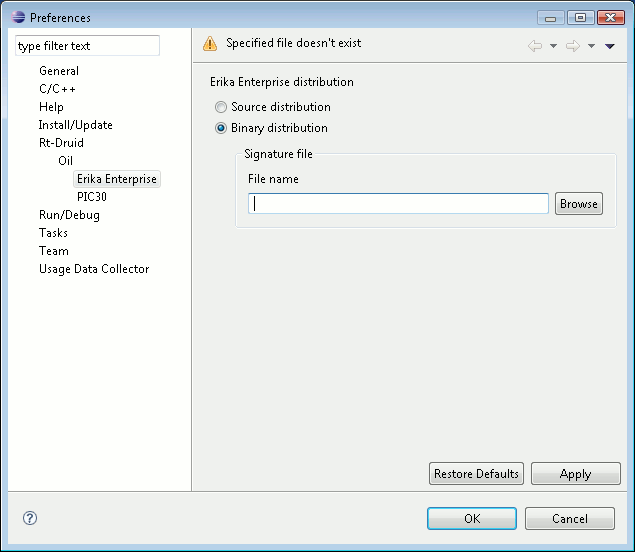 Preferences
type filter text
General
C/C++
Help
Install/Update
Rt-Druid
Oil
Erika Enterprise
PIC30
Run/Debug
Tasks
Team
Usage Data Collector
Specified file doesn't exist
Erika Enterprise distribution
Source distribution
Binary distribution
Signature file
File name
Browse
Restore Defaults Apply
? OK Cancel